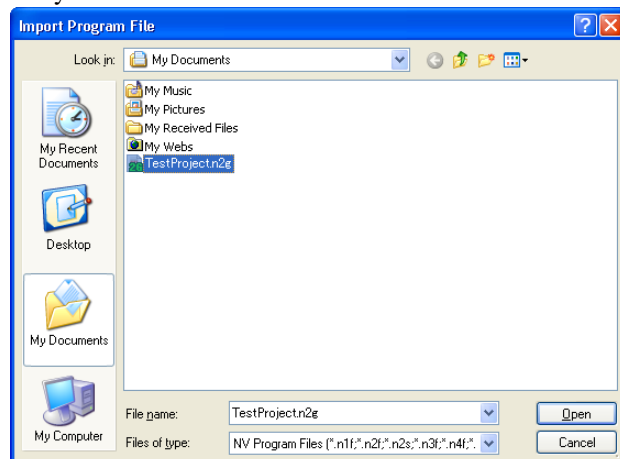 Import Program File
Look in: My Documents
My Music
My Pictures
My Received Files
My Webs
TestProject.n2g
My Recent
Documents
Desktop
My Documents
My Computer
File name: TestProject.n2g Open
Files of type: NV Program Files (*.n1f;*.n2f;*.n2s;*.n3f;*.n4f;*. Cancel